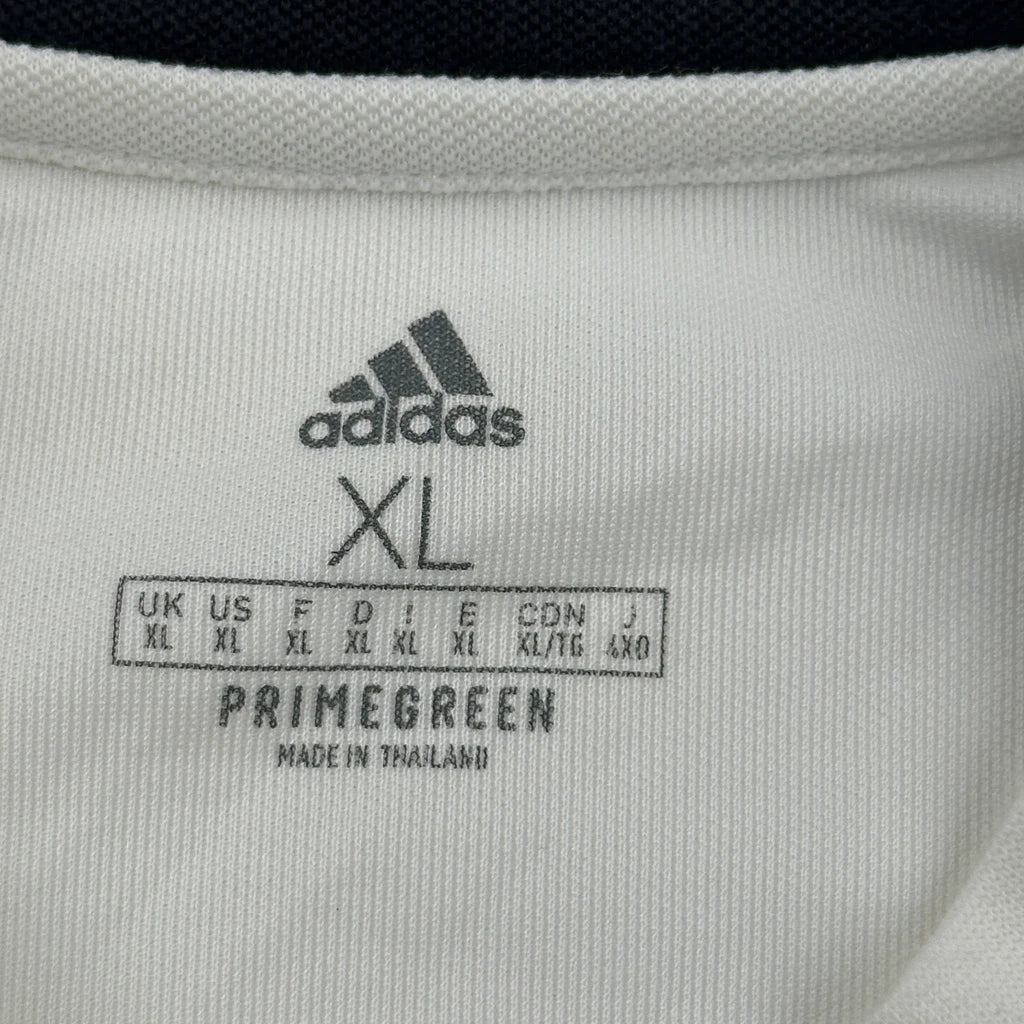 adidas
XL
UK US F D I E CDN J
XL XL XL XL XL XL XL/TG 4XO
PRIMEGREEN
MADE IN THAILAND